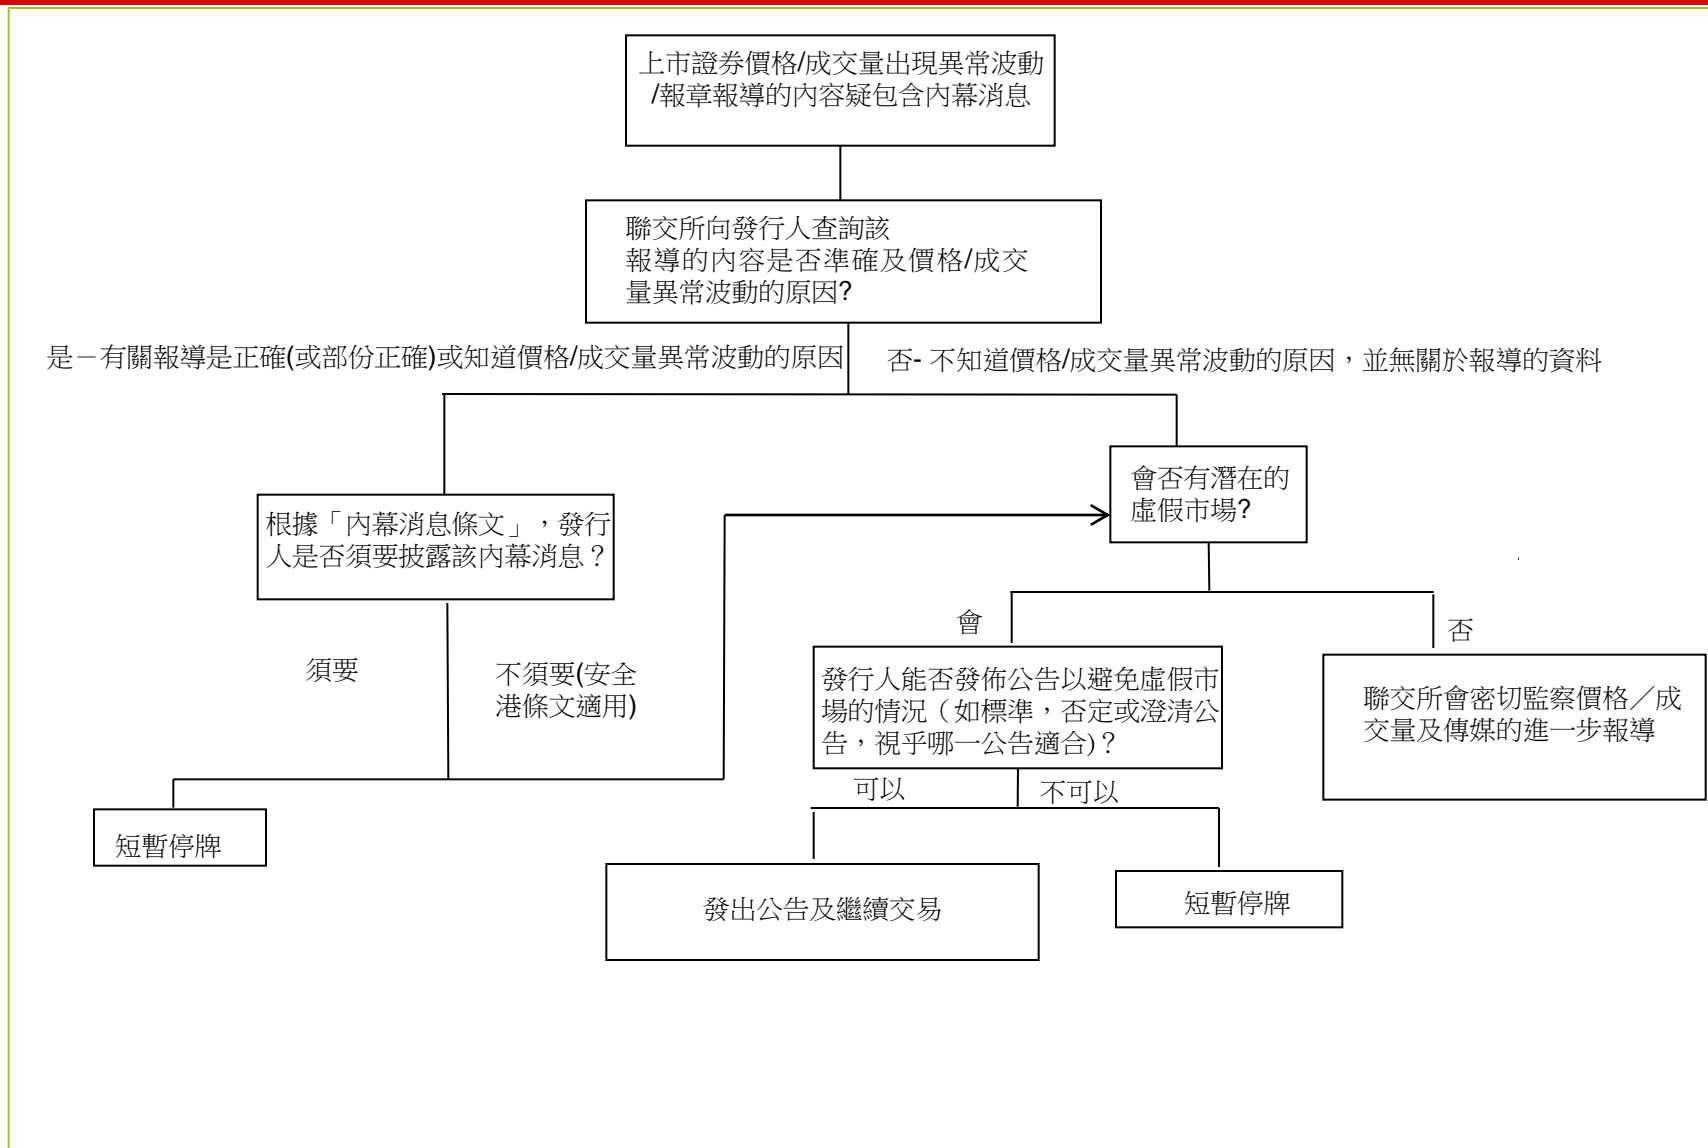 上市證券價格/成交量出現異常波動
/報章報導的內容疑包含內幕消息
聯交所向發行人查詢該
報導的內容是否準確及價格/成交
量異常波動的原因?
是－有關報導是正確(或部份正確)或知道價格/成交量異常波動的原因
否- 不知道價格/成交量異常波動的原因，並無關於報導的資料
會否有潛在的
虛假市場?
根據「內幕消息條文」，發行
人是否須要披露該內幕消息？
須要
不須要(安全
港條文適用)
會
否
發行人能否發佈公告以避免虛假市
場的情況（如標準，否定或澄清公
告，視乎哪一公告適合)？
聯交所會密切監察價格／成
交量及傳媒的進一步報導
可以
不可以
短暫停牌
發出公告及繼續交易
短暫停牌